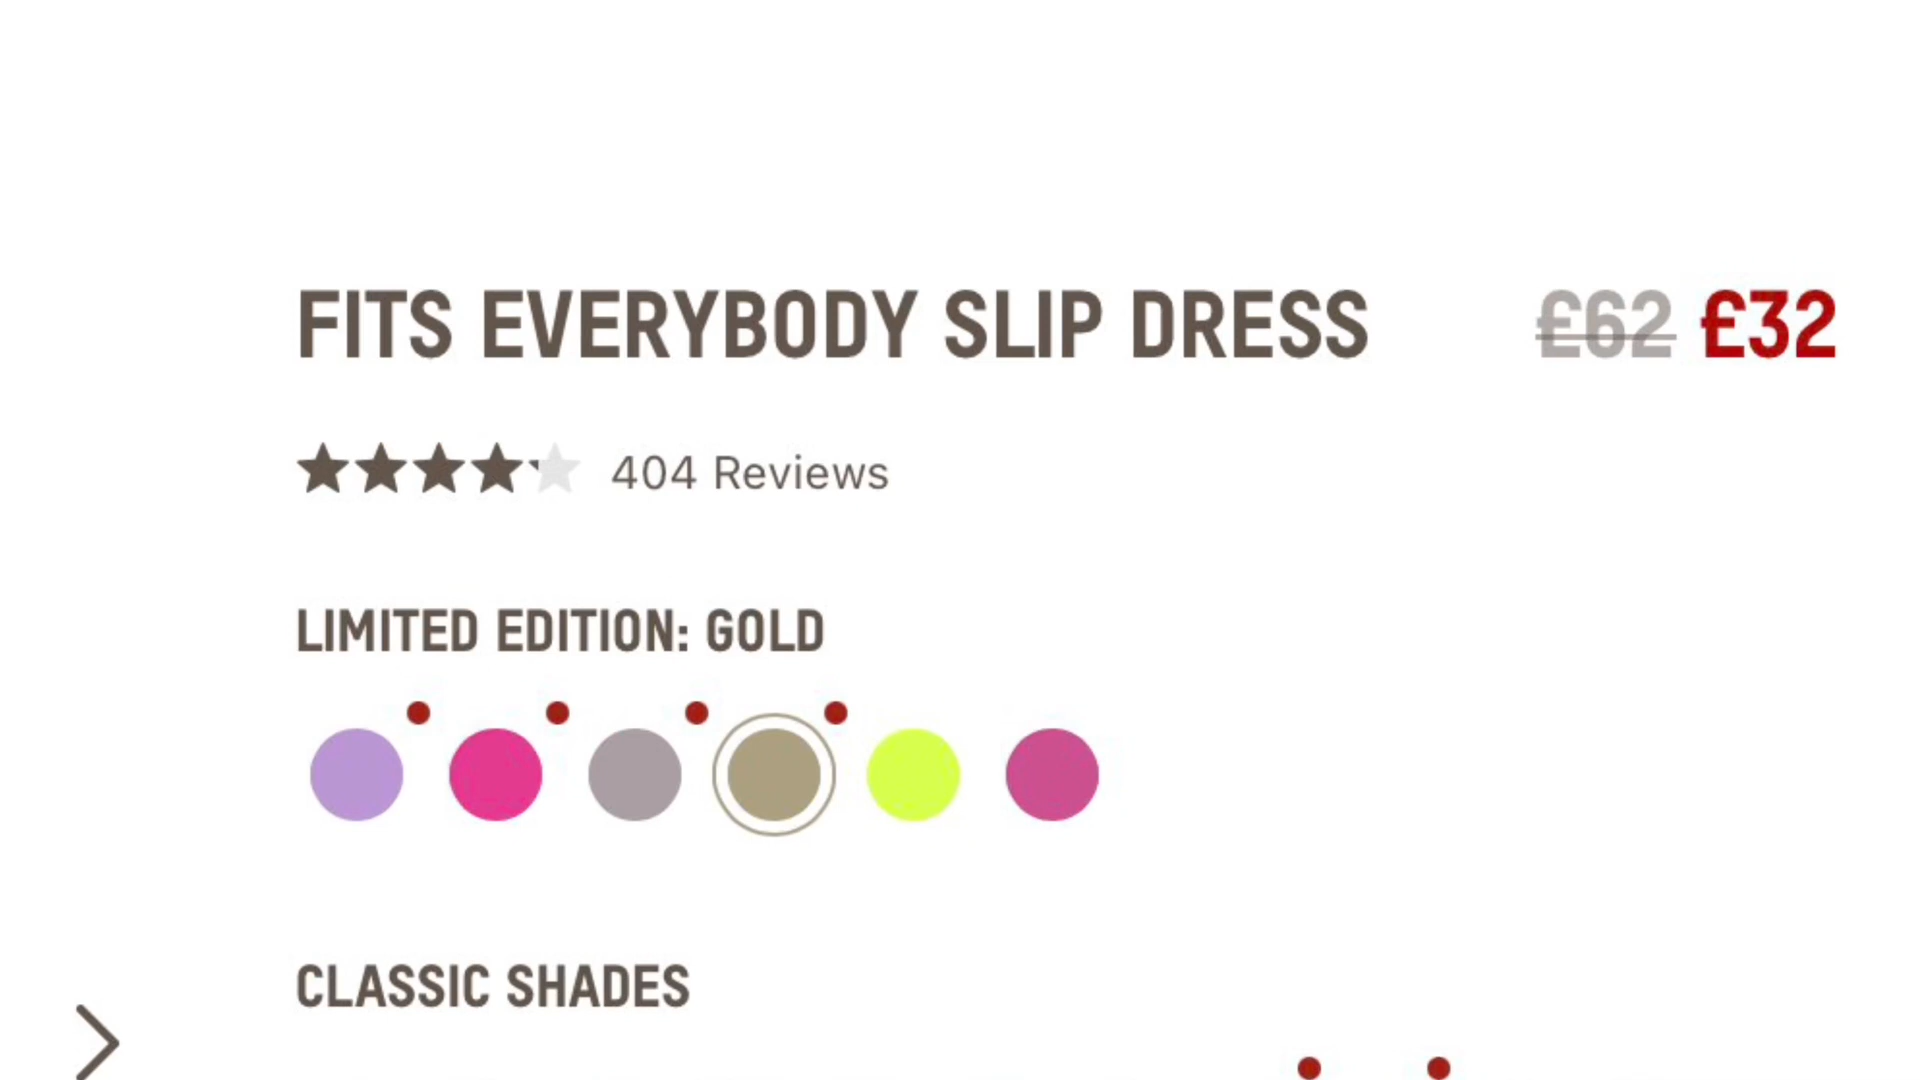 FITS EVERYBODY SLIP DRESS £62 £32
404 Reviews
LIMITED EDITION: GOLD
CLASSIC SHADES